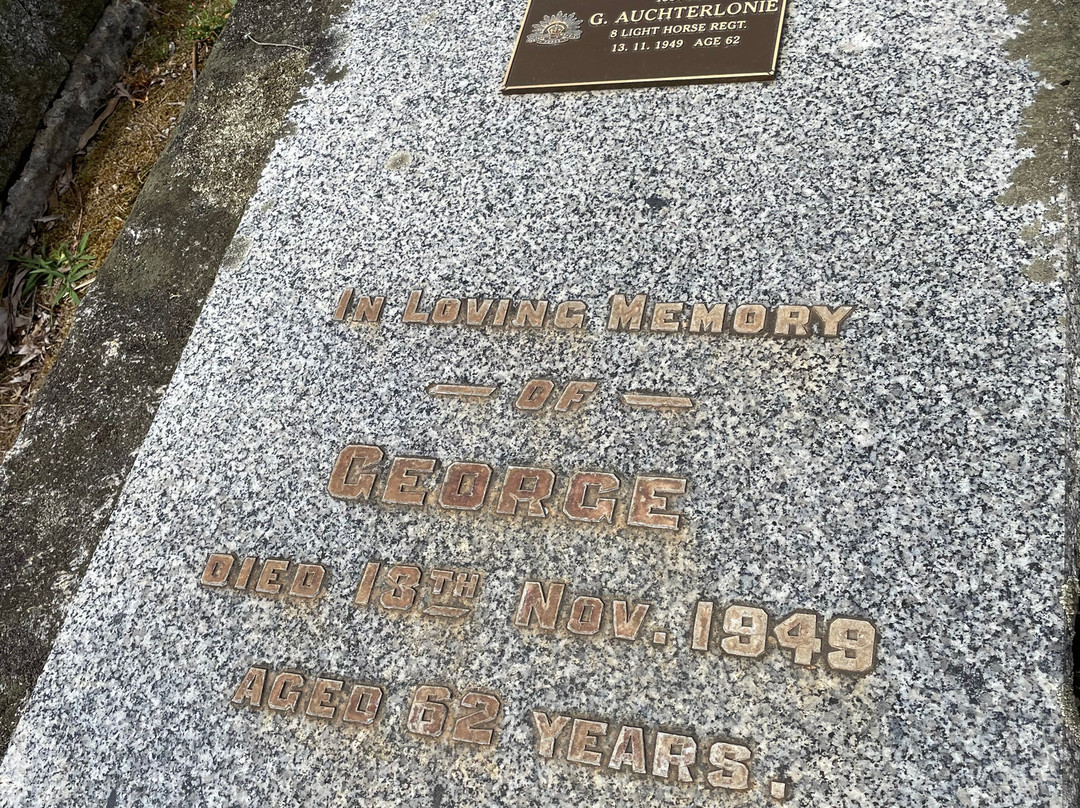 G. AUCHTERLONIE
8 LIGHT HORSE REGT.
13. 11. 1949 AGE 62
IN LOVING MEMORY
— OF —
GEORGE
DIED 13TH NOV. 1949
AGED 62 YEARS.